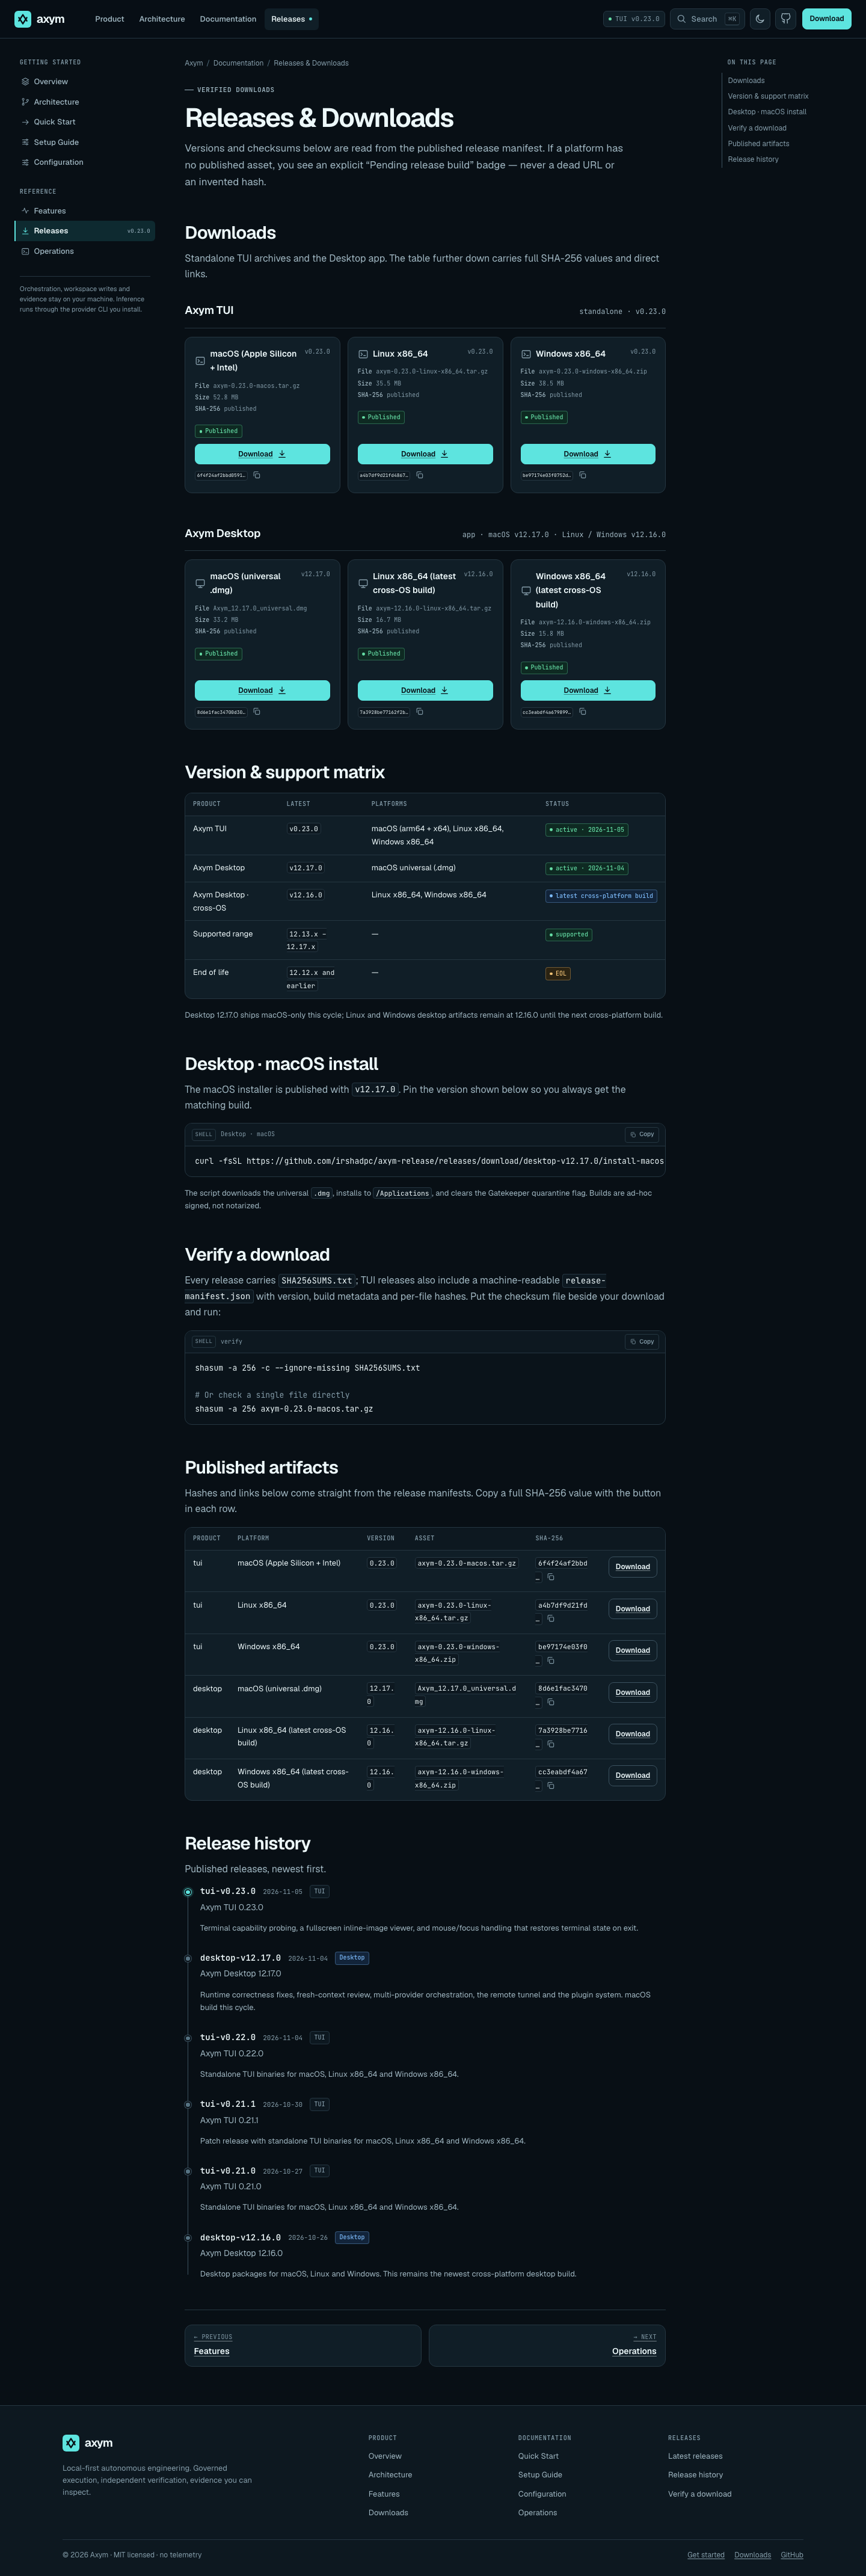 axym
Product
Architecture
Documentation
Releases
TUI v0.23.0
Search
⌘K
Download
GETTING STARTED
Overview
Architecture
Quick Start
Setup Guide
Configuration
REFERENCE
Features
Releases v0.23.0
Operations
Orchestration, workspace writes and
evidence stay on your machine. Inference
runs through the provider CLI you install.
ON THIS PAGE
Downloads
Version & support matrix
Desktop · macOS install
Verify a download
Published artifacts
Release history
Axym / Documentation / Releases & Downloads
VERIFIED DOWNLOADS
Releases & Downloads
Versions and checksums below are read from the published release manifest. If a platform has
no published asset, you see an explicit “Pending release build” badge — never a dead URL or
an invented hash.
Downloads
Standalone TUI archives and the Desktop app. The table further down carries full SHA-256 values and direct
links.
Axym TUI
standalone · v0.23.0
macOS (Apple Silicon
+ Intel)
v0.23.0
File axym-0.23.0-macos.tar.gz
Size 52.8 MB
SHA-256 published
Published
Download
6f4f24af2bbd0591…
Linux x86_64
v0.23.0
File axym-0.23.0-linux-x86_64.tar.gz
Size 35.5 MB
SHA-256 published
Published
Download
a4b7df9d21fd4867…
Windows x86_64
v0.23.0
File axym-0.23.0-windows-x86_64.zip
Size 38.5 MB
SHA-256 published
Published
Download
be97174e03f0752d…
Axym Desktop
app · macOS v12.17.0 · Linux / Windows v12.16.0
macOS (universal
.dmg)
v12.17.0
File Axym_12.17.0_universal.dmg
Size 33.2 MB
SHA-256 published
Published
Download
8d6e1fac34700d30…
Linux x86_64 (latest
cross-OS build)
v12.16.0
File axym-12.16.0-linux-x86_64.tar.gz
Size 16.7 MB
SHA-256 published
Published
Download
7a3928be77162f2b…
Windows x86_64
(latest cross-OS
build)
v12.16.0
File axym-12.16.0-windows-x86_64.zip
Size 15.8 MB
SHA-256 published
Published
Download
cc3eabdf4a679899…
Version & support matrix
PRODUCT LATEST PLATFORMS STATUS
Axym TUI v0.23.0 macOS (arm64 + x64), Linux x86_64,
Windows x86_64
active · 2026-11-05
Axym Desktop v12.17.0 macOS universal (.dmg) active · 2026-11-04
Axym Desktop ·
cross-OS
v12.16.0 Linux x86_64, Windows x86_64 latest cross-platform build
Supported range 12.13.x –
12.17.x
— supported
End of life 12.12.x and
earlier
— EOL
Desktop 12.17.0 ships macOS-only this cycle; Linux and Windows desktop artifacts remain at 12.16.0 until the next cross-platform build.
Desktop · macOS install
The macOS installer is published with v12.17.0. Pin the version shown below so you always get the
matching build.
SHELL Desktop · macOS Copy
curl -fsSL https://github.com/irshadpc/axym-release/releases/download/desktop-v12.17.0/install-macos
The script downloads the universal .dmg, installs to /Applications, and clears the Gatekeeper quarantine flag. Builds are ad-hoc
signed, not notarized.
Verify a download
Every release carries SHA256SUMS.txt; TUI releases also include a machine-readable release-
manifest.json with version, build metadata and per-file hashes. Put the checksum file beside your download
and run:
SHELL verify Copy
shasum -a 256 -c --ignore-missing SHA256SUMS.txt
# Or check a single file directly
shasum -a 256 axym-0.23.0-macos.tar.gz
Published artifacts
Hashes and links below come straight from the release manifests. Copy a full SHA-256 value with the button
in each row.
PRODUCT PLATFORM VERSION ASSET SHA-256
tui macOS (Apple Silicon + Intel) 0.23.0 axym-0.23.0-macos.tar.gz 6f4f24af2bbd
… Download
tui Linux x86_64 0.23.0 axym-0.23.0-linux-
x86_64.tar.gz
a4b7df9d21fd
… Download
tui Windows x86_64 0.23.0 axym-0.23.0-windows-
x86_64.zip
be97174e03f0
… Download
desktop macOS (universal .dmg) 12.17.
0
Axym_12.17.0_universal.d
mg
8d6e1fac3470
… Download
desktop Linux x86_64 (latest cross-OS
build)
12.16.
0
axym-12.16.0-linux-
x86_64.tar.gz
7a3928be7716
… Download
desktop Windows x86_64 (latest cross-
OS build)
12.16.
0
axym-12.16.0-windows-
x86_64.zip
cc3eabdf4a67
… Download
Release history
Published releases, newest first.
tui-v0.23.0 2026-11-05 TUI
Axym TUI 0.23.0
Terminal capability probing, a fullscreen inline-image viewer, and mouse/focus handling that restores terminal state on exit.
desktop-v12.17.0 2026-11-04 Desktop
Axym Desktop 12.17.0
Runtime correctness fixes, fresh-context review, multi-provider orchestration, the remote tunnel and the plugin system. macOS
build this cycle.
tui-v0.22.0 2026-11-04 TUI
Axym TUI 0.22.0
Standalone TUI binaries for macOS, Linux x86_64 and Windows x86_64.
tui-v0.21.1 2026-10-30 TUI
Axym TUI 0.21.1
Patch release with standalone TUI binaries for macOS, Linux x86_64 and Windows x86_64.
tui-v0.21.0 2026-10-27 TUI
Axym TUI 0.21.0
Standalone TUI binaries for macOS, Linux x86_64 and Windows x86_64.
desktop-v12.16.0 2026-10-26 Desktop
Axym Desktop 12.16.0
Desktop packages for macOS, Linux and Windows. This remains the newest cross-platform desktop build.
← PREVIOUS
Features
→ NEXT
Operations
axym
Local-first autonomous engineering. Governed
execution, independent verification, evidence you can
inspect.
PRODUCT
Overview
Architecture
Features
Downloads
DOCUMENTATION
Quick Start
Setup Guide
Configuration
Operations
RELEASES
Latest releases
Release history
Verify a download
© 2026 Axym · MIT licensed · no telemetry
Get started
Downloads
GitHub